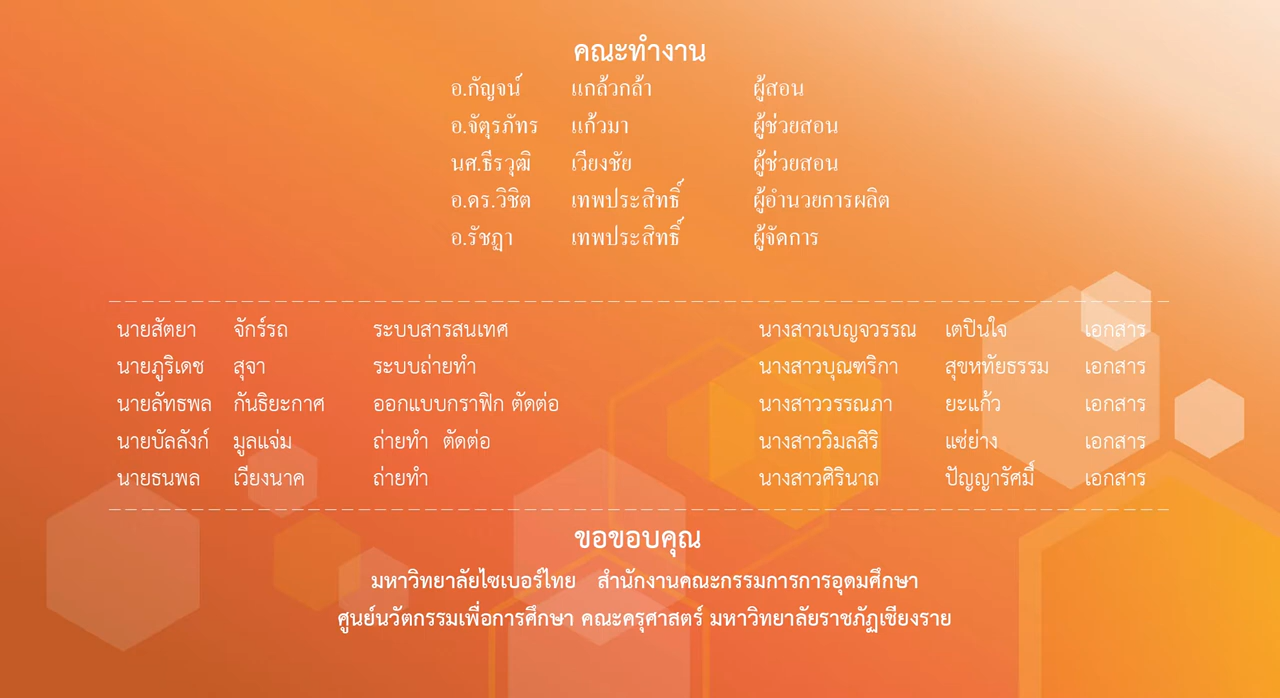 คณะทำงาน
อ.กัญจน์ แกล้วกล้า ผู้สอน
อ.จัตุรภัทร แก้วมา ผู้ช่วยสอน
นศ.ธีรวุฒิ เวียงชัย ผู้ช่วยสอน
อ.ดร.วิชิต เทพประสิทธิ์ ผู้อำนวยการผลิต
อ.รัชฎา เทพประสิทธิ์ ผู้จัดการ
นายสัตยา จักร์รถ ระบบสารสนเทศ นางสาวเบญจวรรณ เตปินใจ เอกสาร
นายภูริเดช สุจา ระบบถ่ายทำ นางสาวบุณฑริกา สุขหทัยธรรม เอกสาร
นายลัทธพล กันธิยะกาศ ออกแบบกราฟิก ตัดต่อ นางสาววรรณภา ยะแก้ว เอกสาร
นายบัลลังก์ มูลแจ่ม ถ่ายทำ ตัดต่อ นางสาววิมลสิริ แซ่ย่าง เอกสาร
นายธนพล เวียงนาค ถ่ายทำ นางสาวศิรินาถ ปัญญารัศมิ์ เอกสาร
ขอขอบคุณ
มหาวิทยาลัยไซเบอร์ไทย สำนักงานคณะกรรมการการอุดมศึกษา
ศูนย์นวัตกรรมเพื่อการศึกษา คณะครุศาสตร์ มหาวิทยาลัยราชภัฏเชียงราย